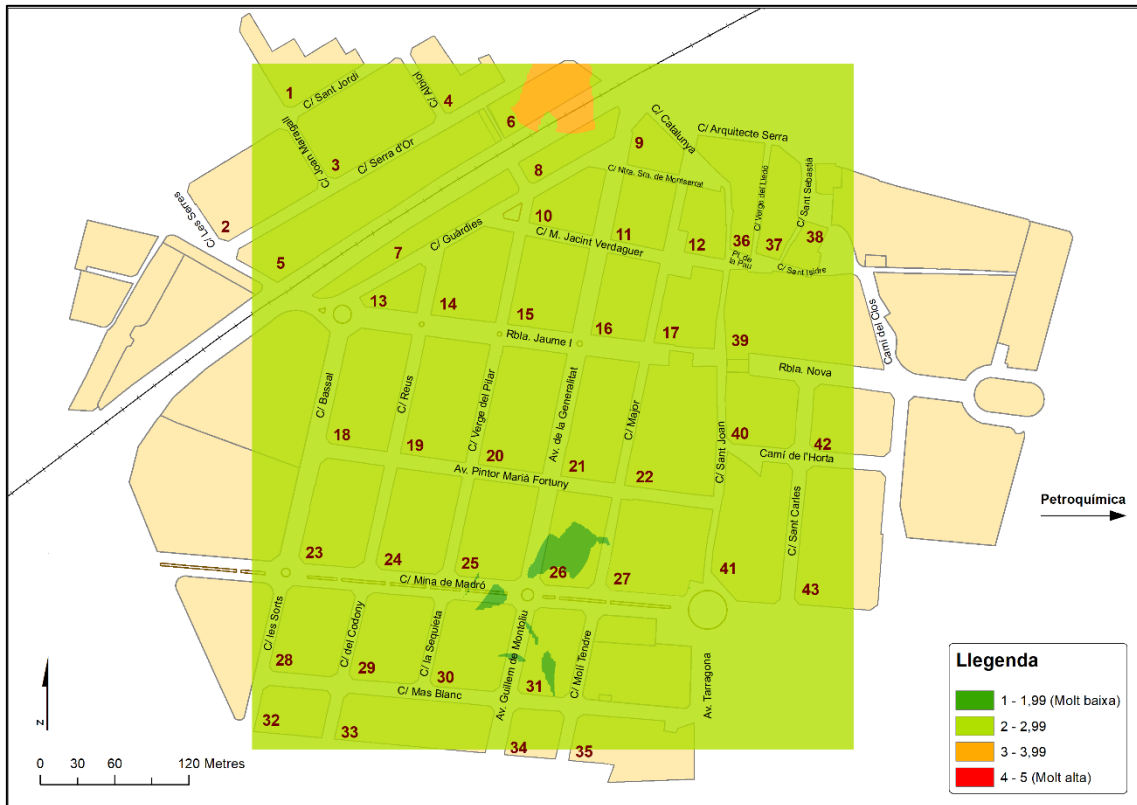 1
C/ Sant Jordi
C/ Albiol
4
6
C/ Joan Maragall
3
C/ Serra d'Or
8
9
C/ Catalunya
C/ Arquitecte Serra
C/ Ntra. Sra. de Montserrat
C/ Verge del Lledó
C/ Sant Sebastià
C/ Les Serres
2
5
7
C/ Guàrdies
10
C/ M. Jacint Verdaguer
11
12
36
Pl. de
la Pau
37
38
C/ Sant Isidre
13
14
15
16
17
39
Rbla. Jaume I
Rbla. Nova
Camí del Clos
C/ Bassal
C/ Reus
C/ Verge del Pilar
Av. de la Generalitat
C/ Major
C/ Sant Joan
18
19
20
21
22
40
42
Camí de l'Horta
Av. Pintor Marià Fortuny
C/ Sant Carles
Petroquímica
23
24
25
26
27
41
43
C/ Mina de Madró
C/ les Sorts
C/ del Codony
C/ la Sequieta
Av. Guillem de Montoliu
C/ Molí Tendre
Av. Tarragona
28
29
30
31
C/ Mas Blanc
32
33
34
35
Z
0 30 60 120 Metres
Llegenda
1 - 1,99 (Molt baixa)
2 - 2,99
3 - 3,99
4 - 5 (Molt alta)